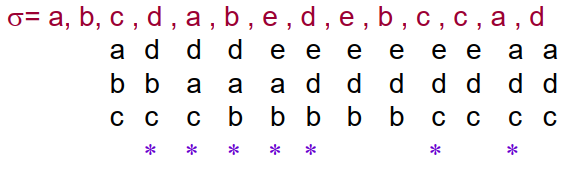 σ= a, b, c , d , a , b , e , d , e , b , c , c , a , d
a d d d e e e e e e a a
b b a a a d d d d d d d
c c c b b b b b c c c c
* * * * * * *